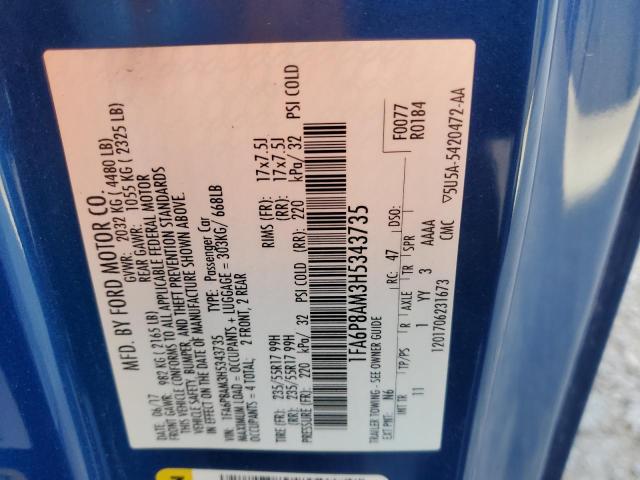 MFD. BY FORD MOTOR CO.
DATE: 06/17 GVWR: 2032 KG ( 4480 LB)
FRONT GAWR: 982 KG ( 2165 LB) REAR GAWR: 1055 KG ( 2325 LB)
THIS VEHICLE CONFORMS TO ALL APPLICABLE FEDERAL MOTOR
VEHICLE SAFETY, BUMPER, AND THEFT PREVENTION STANDARDS
IN EFFECT ON THE DATE OF MANUFACTURE SHOWN ABOVE.
VIN: 1FA6P8AM3H5343735 TYPE: Passenger Car
MAXIMUM LOAD = OCCUPANTS + LUGGAGE = 303KG/ 668LB
OCCUPANTS = 4 TOTAL: 2 FRONT, 2 REAR
TIRE (FR): 235/55R17 99H RIMS (FR): 17x7.5J
(RR): 235/55R17 99H (RR): 17x7.5J
PRESSURE (FR): 220 kPa/ 32 PSI COLD (RR): 220 kPa/ 32 PSI COLD
1FA6P8AM3H5343735
F0077
R0184
TRAILER TOWING - SEE OWNER GUIDE
EXT PNT: N6 RC: 47 DSO:
INT TR TP/PS R AXLE TR SPR
11 1 YY 3 AAAA
1201706231673 CMC ▽5U5A-5420472-AA